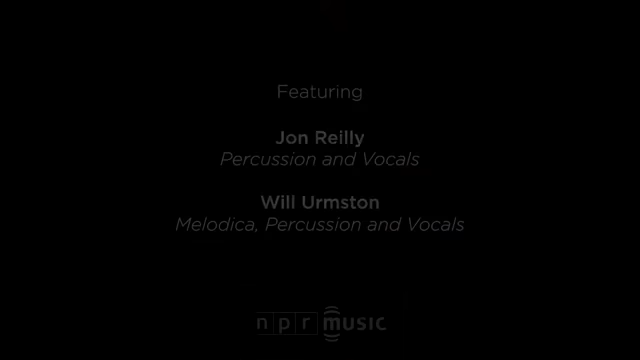 Featuring
Jon Reilly
Percussion and Vocals
Will Urmston
Melodica, Percussion and Vocals
npr music